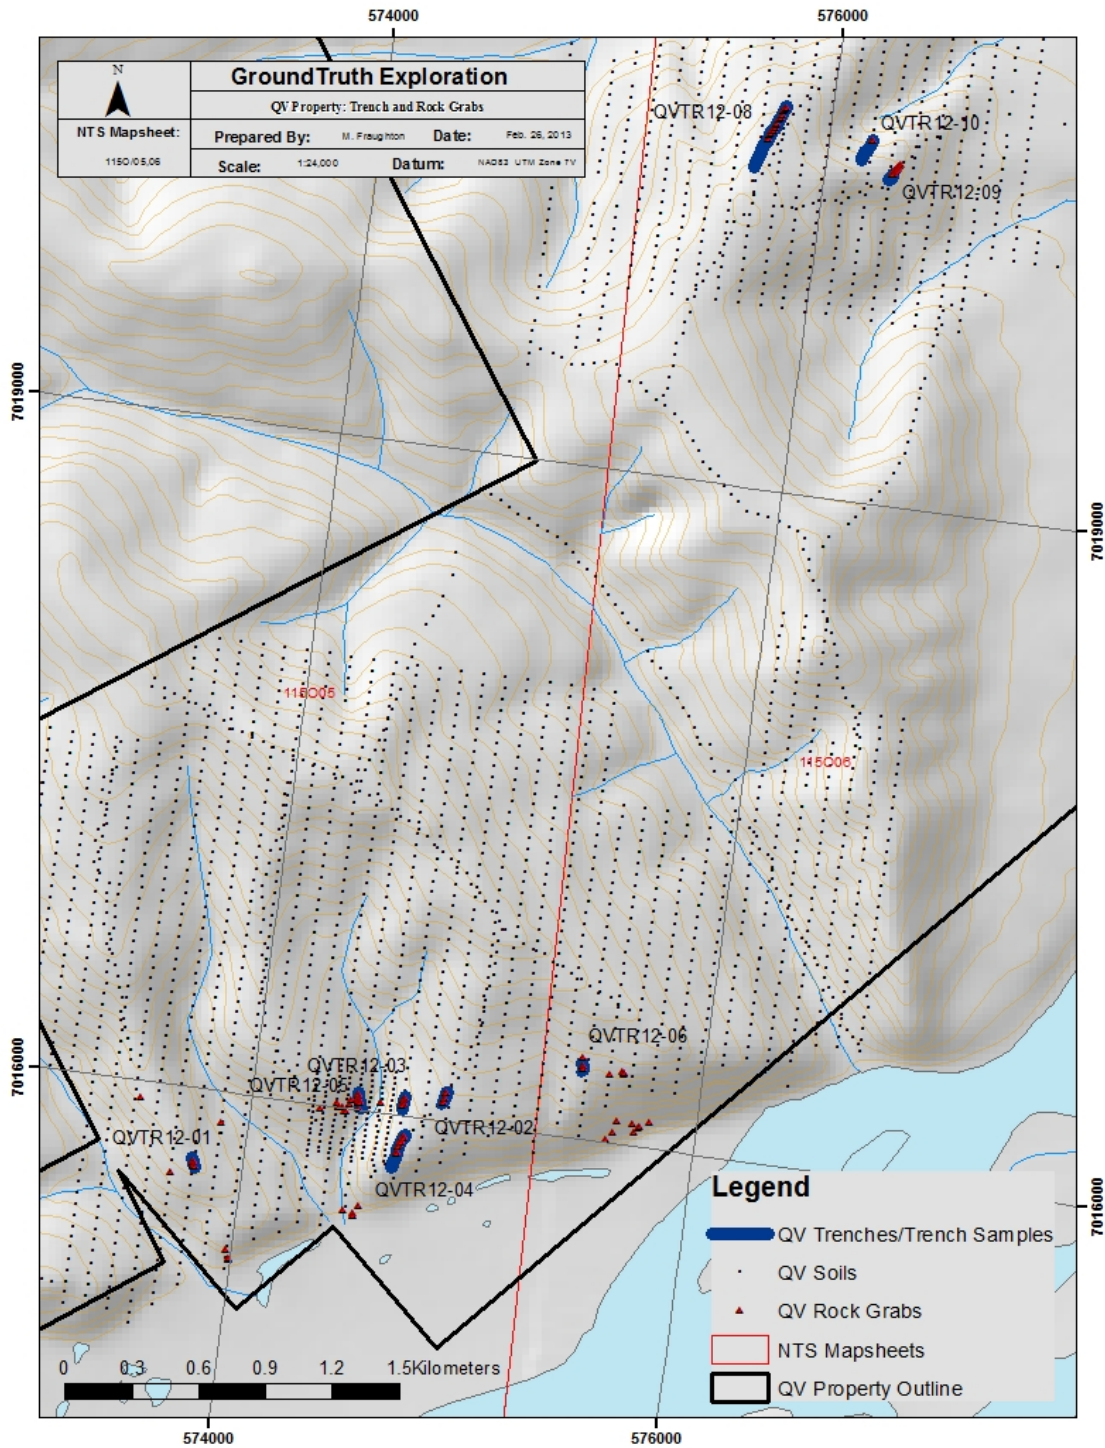 574000
576000
N
GroundTruth Exploration
QV Property: Trench and Rock Grabs
NTS Mapsheet:
115O/05,06
Prepared By: M. Fraughton Date: Feb. 26, 2013
Scale: 1:24,000 Datum: NAD83 UTM Zone 7V
QVTR12-08
QVTR12-10
QVTR12-09
7019000
7019000
115O05
115O06
7016000
QVTR12-06
QVTR12-03
QVTR12-05
QVTR12-01
QVTR12-02
QVTR12-04
7016000
Legend
QV Trenches/Trench Samples
QV Soils
QV Rock Grabs
NTS Mapsheets
QV Property Outline
0 0.3 0.6 0.9 1.2 1.5Kilometers
574000
576000